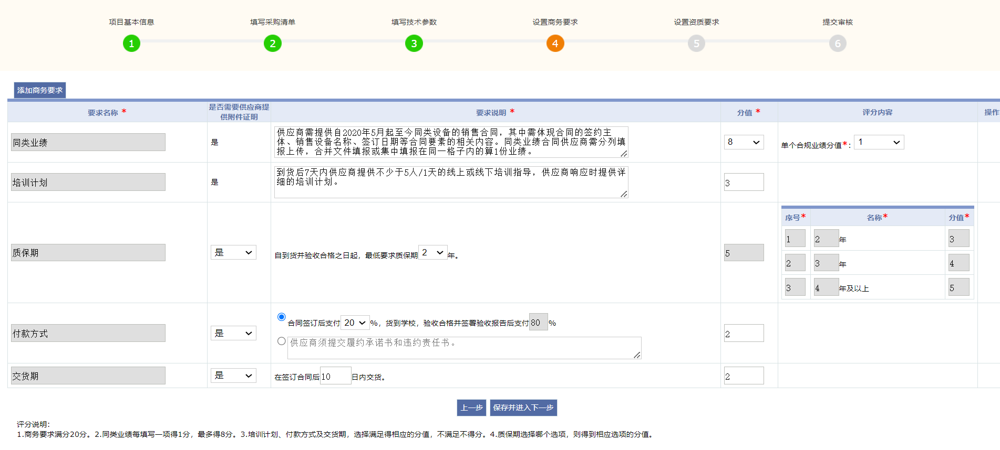 项目基本信息 填写采购清单 填写技术参数 设置商务要求 设置资质要求 提交审核
1 2 3 4 5 6
添加商务要求
要求名称 * 是否需要供应商提供附件证明 要求说明 * 分值 * 评分内容 操作
同类业绩 是
供应商需提供自2020年5月起至今同类设备的销售合同，其中需体现合同的签约主
体、销售设备名称、签订日期等合同要素的相关内容。同类业绩合同供应商需分列填
报上传，合并文件填报或集中填报在同一格子内的算1份业绩。
8 单个合规业绩分值*：1
培训计划 是
到货后7天内供应商提供不少于5人/1天的线上或线下培训指导，供应商响应时提供详
细的培训计划。
3
质保期 是 自到货并验收合格之日起，最低要求质保期2年。 5
序号* 名称* 分值*
1 2年 3
2 3年 4
3 4年及以上 5
付款方式 是
合同签订后支付20%，货到学校，验收合格并签署验收报告后支付80%
供应商须提交履约承诺书和违约责任书。
2
交货期 是 在签订合同后10日内交货。 2
上一步 保存并进入下一步
评分说明：
1.商务要求满分20分。2.同类业绩每填写一项得1分，最多得8分。3.培训计划、付款方式及交货期，选择满足得相应的分值，不满足不得分。4.质保期选择哪个选项，则得到相应选项的分值。